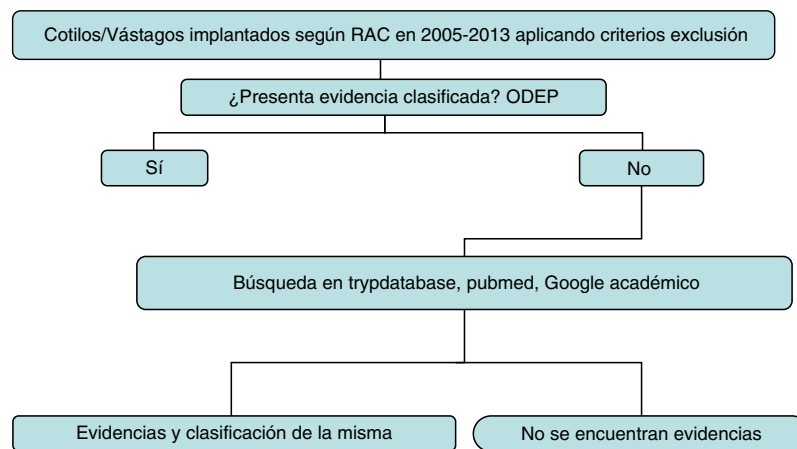 Cotilos/Vástagos implantados según RAC en 2005-2013 aplicando criterios exclusión
¿Presenta evidencia clasificada? ODEP
Sí
No
Búsqueda en trypdatabase, pubmed, Google académico
Evidencias y clasificación de la misma
No se encuentran evidencias